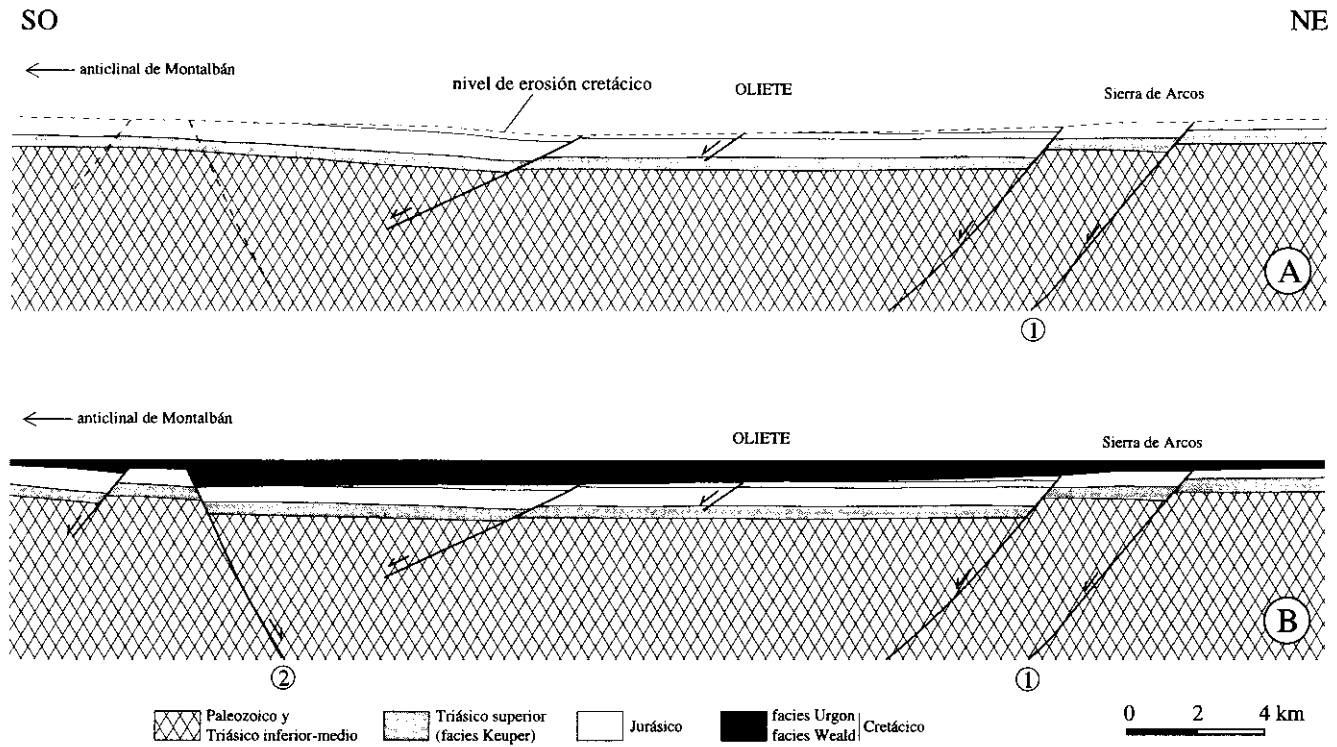 SO
NE
anticlinal de Montalbán
nivel de erosión cretácico
OLIETE
Sierra de Arcos
A
1
anticlinal de Montalbán
OLIETE
Sierra de Arcos
B
2
1
Paleozoico y
Triásico inferior-medio
Triásico superior
(facies Keuper)
Jurásico
facies Urgon
facies Weald
Cretácico
0 2 4 km